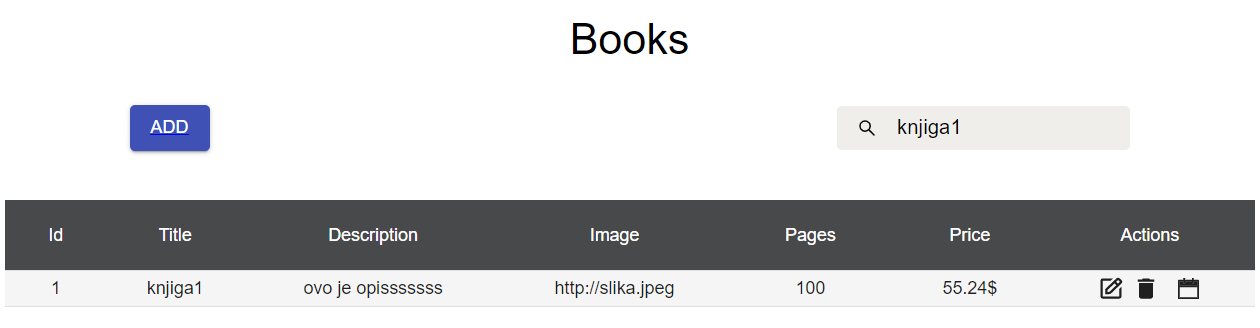 Books
ADD
knjiga1
Id Title Description Image Pages Price Actions
1 knjiga1 ovo je opisssssss http://slika.jpeg 100 55.24$